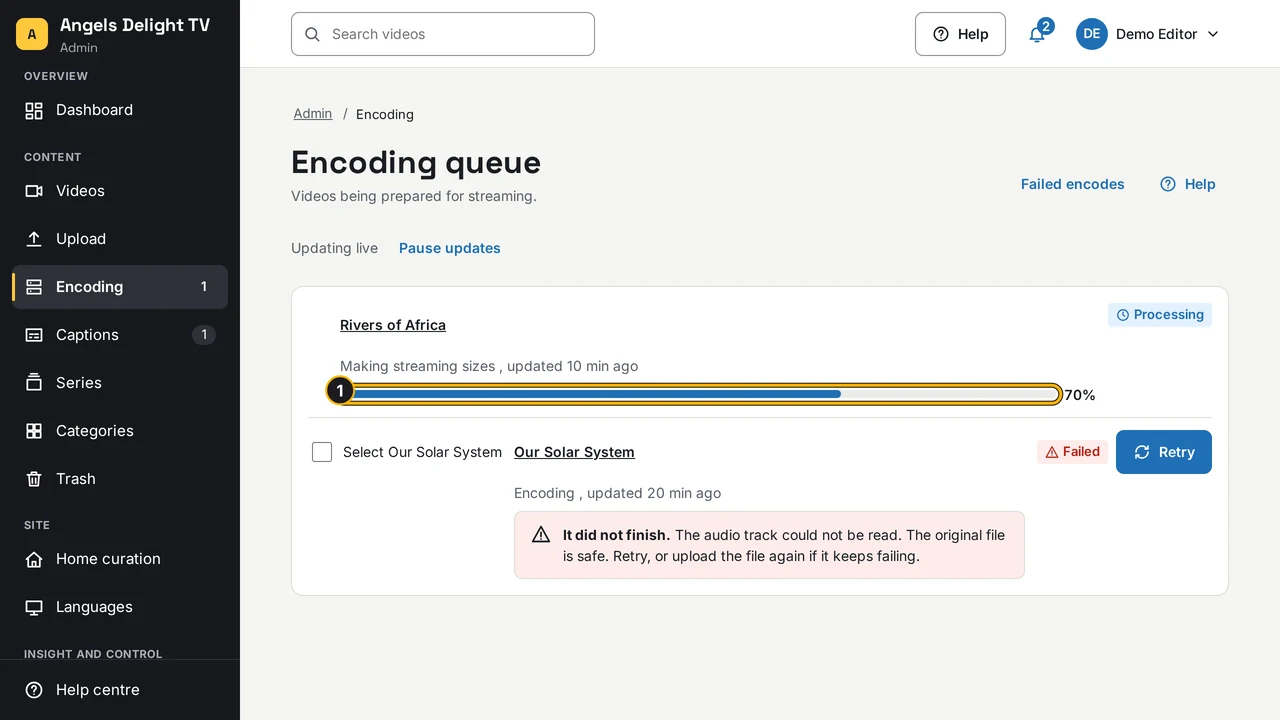 A
Angels Delight TV
Admin
OVERVIEW
Dashboard
CONTENT
Videos
Upload
Encoding 1
Captions 1
Series
Categories
Trash
SITE
Home curation
Languages
INSIGHT AND CONTROL
Help centre
Search videos
Help
2
DE
Demo Editor
Admin / Encoding
Encoding queue
Videos being prepared for streaming.
Failed encodes
Help
Updating live Pause updates
Rivers of Africa
Processing
Making streaming sizes , updated 10 min ago
1
70%
Select Our Solar System Our Solar System
Failed
Retry
Encoding , updated 20 min ago
It did not finish. The audio track could not be read. The original file
is safe. Retry, or upload the file again if it keeps failing.